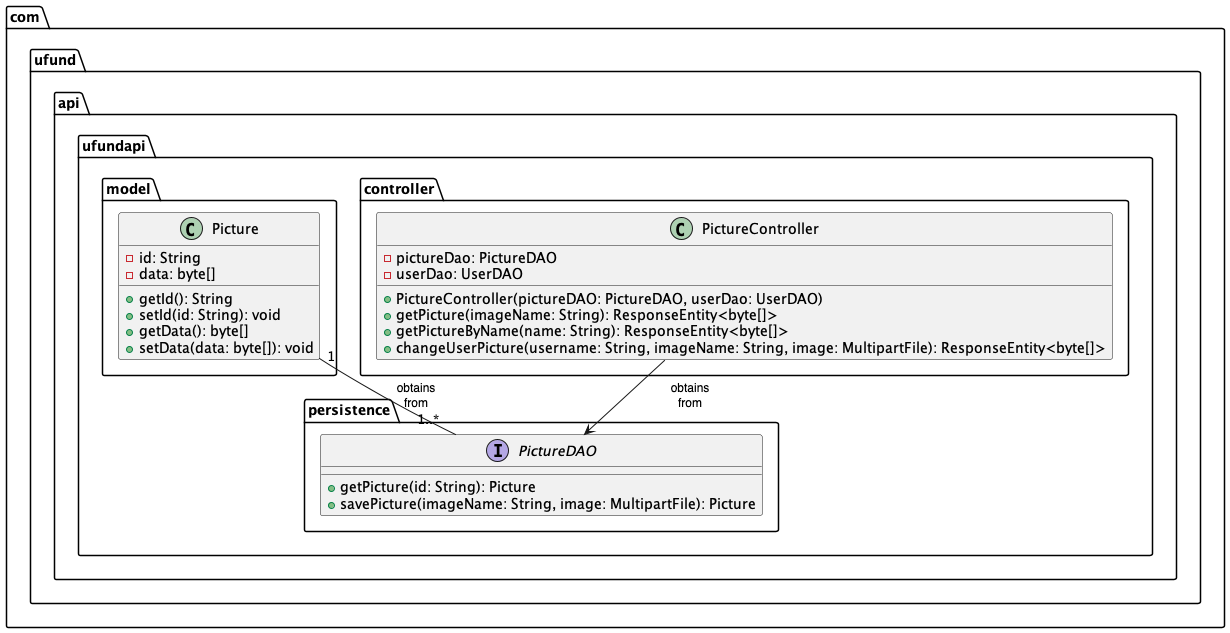 com
ufund
api
ufundapi
model
controller
C Picture
id: String
data: byte[]
getId(): String
setId(id: String): void
getData(): byte[]
setData(data: byte[]): void
C PictureController
pictureDao: PictureDAO
userDao: UserDAO
PictureController(pictureDAO: PictureDAO, userDao: UserDAO)
getPicture(imageName: String): ResponseEntity<byte[]>
getPictureByName(name: String): ResponseEntity<byte[]>
changeUserPicture(username: String, imageName: String, image: MultipartFile): ResponseEntity<byte[]>
1
obtains
from
1..*
obtains
from
persistence
I PictureDAO
getPicture(id: String): Picture
savePicture(imageName: String, image: MultipartFile): Picture